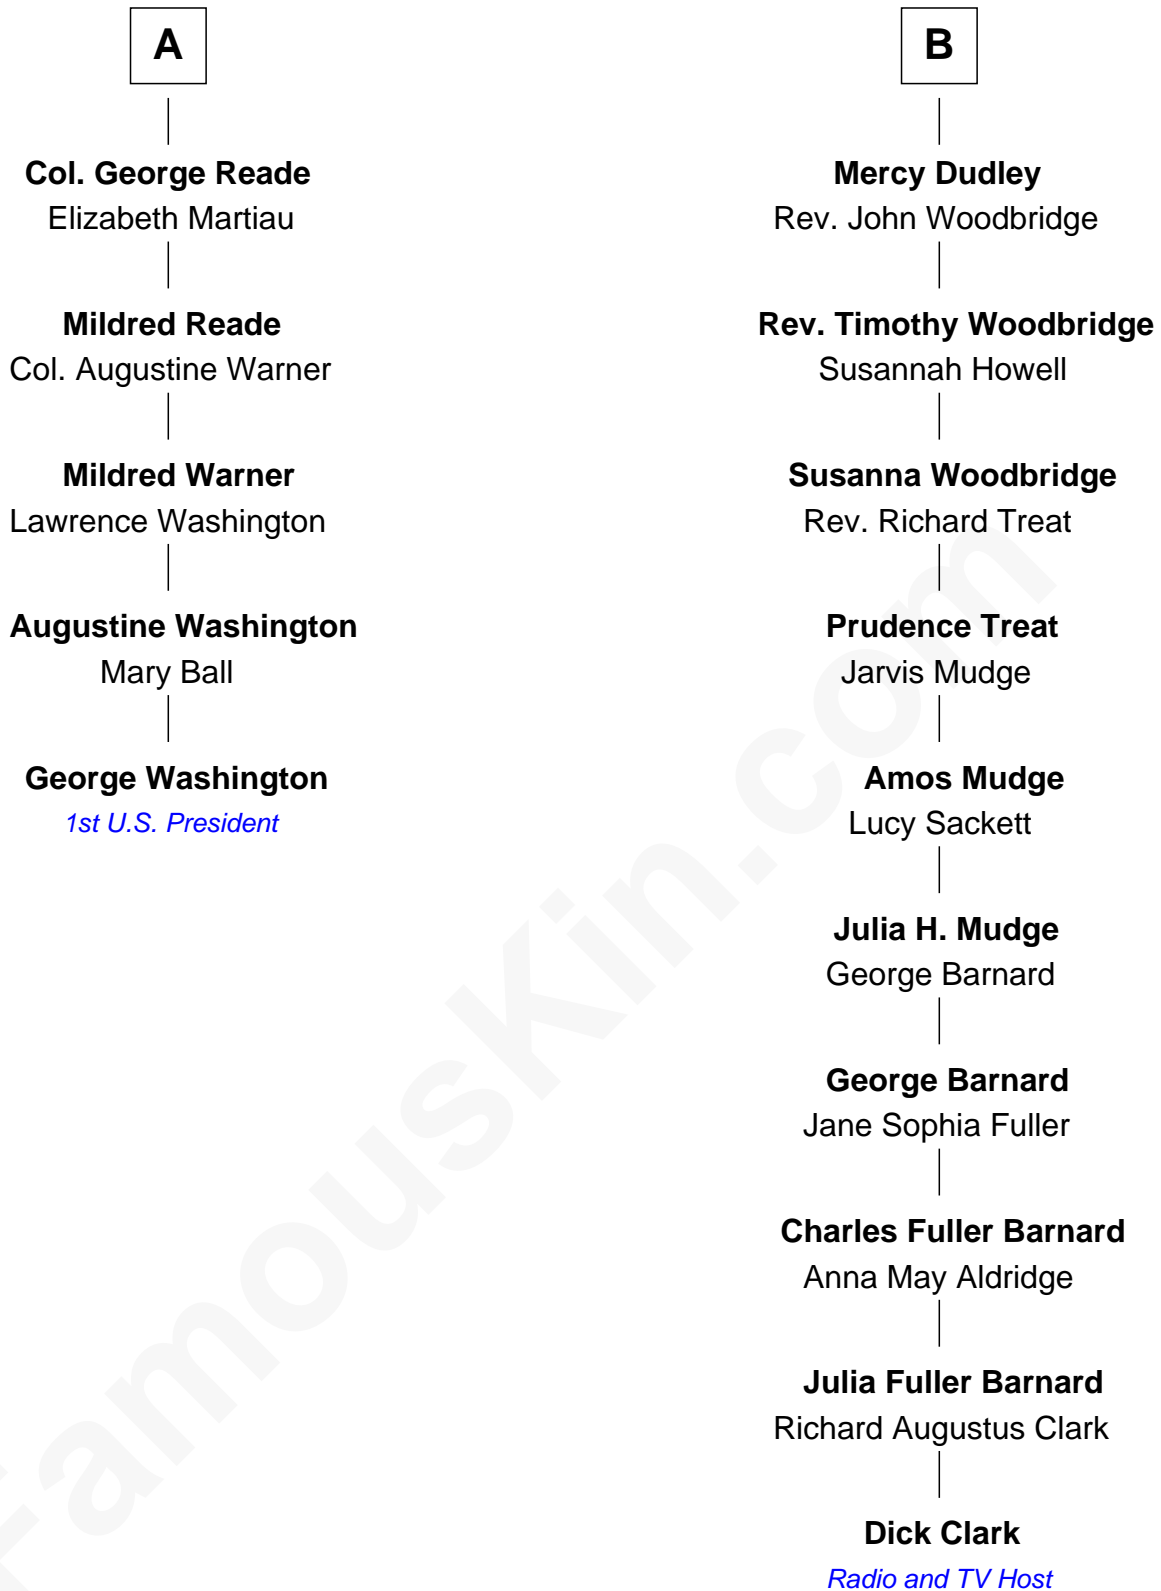 A
Col. George Reade
Elizabeth Martiau
Mildred Reade
Col. Augustine Warner
Mildred Warner
Lawrence Washington
Augustine Washington
Mary Ball
George Washington
1st U.S. President
B
Mercy Dudley
Rev. John Woodbridge
Rev. Timothy Woodbridge
Susannah Howell
Susanna Woodbridge
Rev. Richard Treat
Prudence Treat
Jarvis Mudge
Amos Mudge
Lucy Sackett
Julia H. Mudge
George Barnard
George Barnard
Jane Sophia Fuller
Charles Fuller Barnard
Anna May Aldridge
Julia Fuller Barnard
Richard Augustus Clark
Dick Clark
Radio and TV Host
FamousKin.com